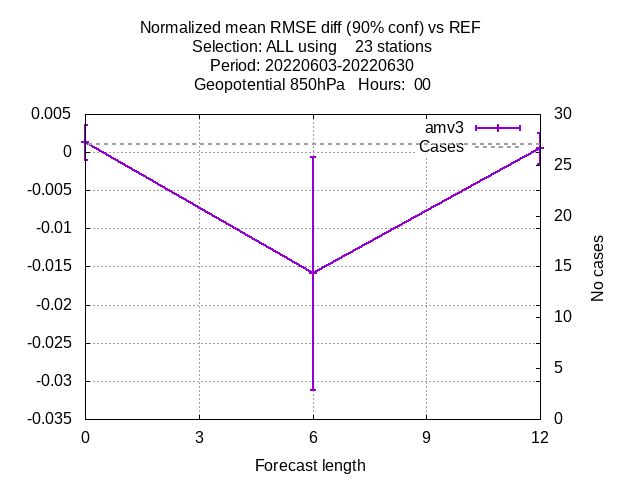 Normalized mean RMSE diff (90% conf) vs REF
Selection: ALL using 23 stations
Period: 20220603-20220630
Geopotential 850hPa Hours: 00
0.005
0
-0.005
-0.01
-0.015
-0.02
-0.025
-0.03
-0.035
amv3
Cases
30
25
20
15
10
5
0
No cases
0 3 6 9 12
Forecast length